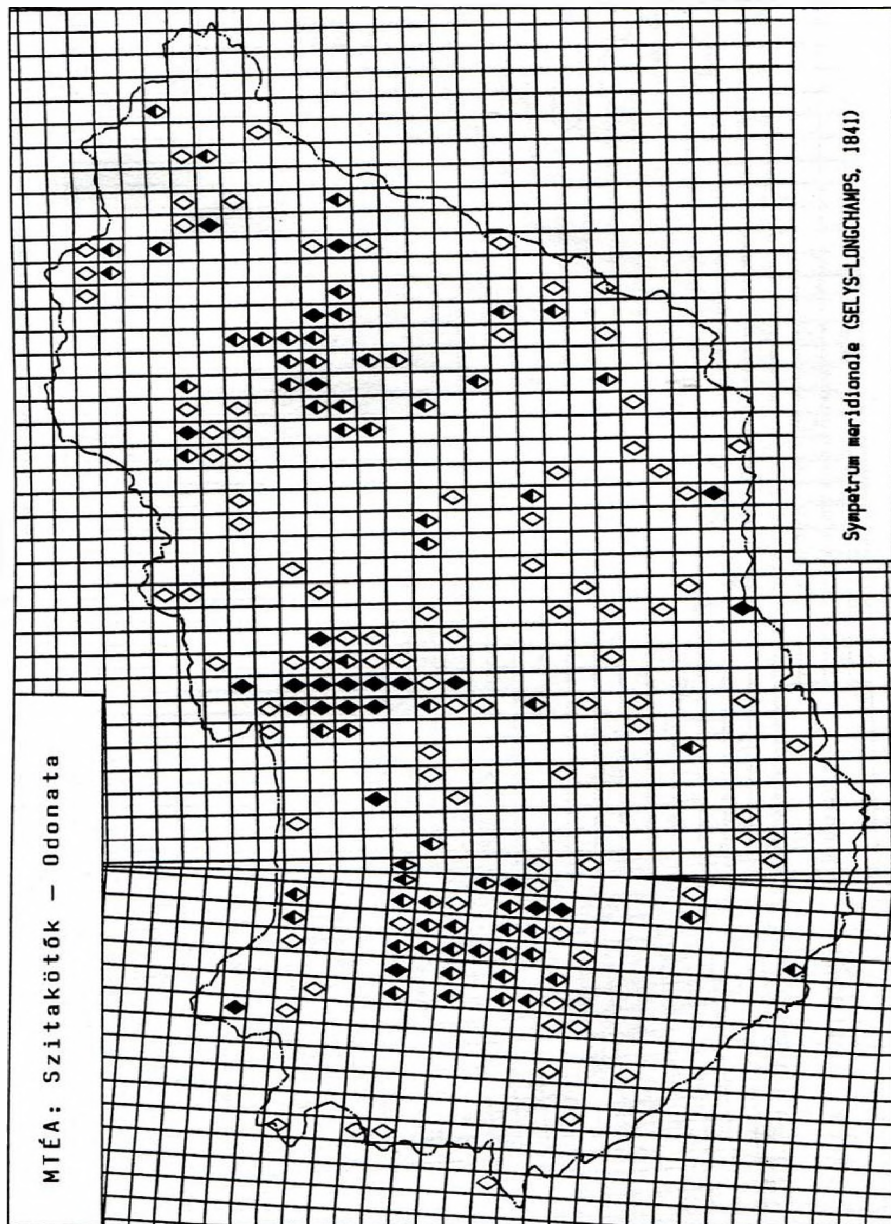 MTÉA: Szitakötők — Odonata
Sympetrum meridionale (SELYS-LONGCHAMPS, 1841)